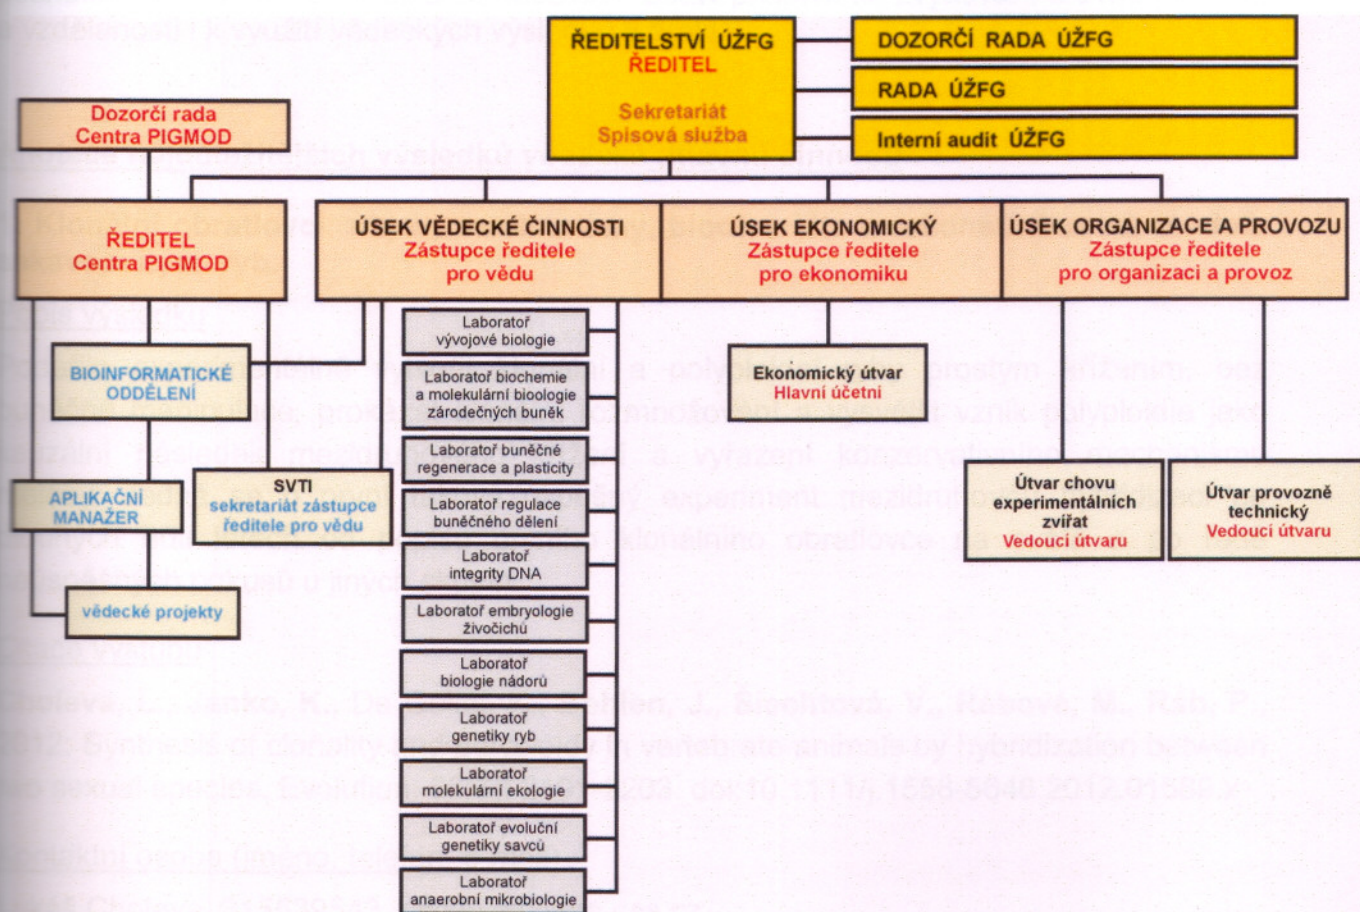 ŘEDITELSTVÍ ÚŽFG
ŘEDITEL
Sekretariát
Spisová služba
DOZORČÍ RADA ÚŽFG
RADA ÚŽFG
Interní audit ÚŽFG
Dozorčí rada
Centra PIGMOD
ŘEDITEL
Centra PIGMOD
ÚSEK VĚDECKÉ ČINNOSTI
Zástupce ředitele
pro vědu
ÚSEK EKONOMICKÝ
Zástupce ředitele
pro ekonomiku
ÚSEK ORGANIZACE A PROVOZU
Zástupce ředitele
pro organizaci a provoz
BIOINFORMATICKÉ
ODDĚLENÍ
APLIKAČNÍ
MANAŽER
SVTI
sekretariát zástupce
ředitele pro vědu
vědecké projekty
Laboratoř
vývojové biologie
Laboratoř biochemie
a molekulární bioologie
zárodečných buněk
Laboratoř buněčné
regenerace a plasticity
Laboratoř regulace
buněčného dělení
Laboratoř
integrity DNA
Laboratoř embryologie
živočichů
Laboratoř
biologie nádorů
Laboratoř
genetiky ryb
Laboratoř
molekulární ekologie
Laboratoř evoluční
genetiky savců
Laboratoř
anaerobní mikrobiologie
Ekonomický útvar
Hlavní účetní
Útvar chovu
experimentálních
zvířat
Vedoucí útvaru
Útvar provozně
technický
Vedoucí útvaru